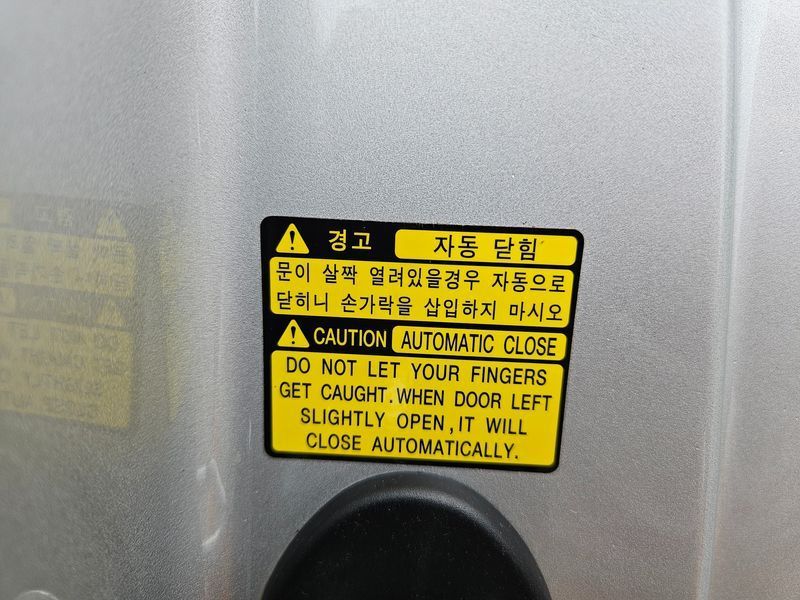 경고 자동 닫힘
문이 살짝 열려있을경우 자동으로
닫히니 손가락을 삽입하지 마시오
CAUTION AUTOMATIC CLOSE
DO NOT LET YOUR FINGERS
GET CAUGHT. WHEN DOOR LEFT
SLIGHTLY OPEN, IT WILL
CLOSE AUTOMATICALLY.